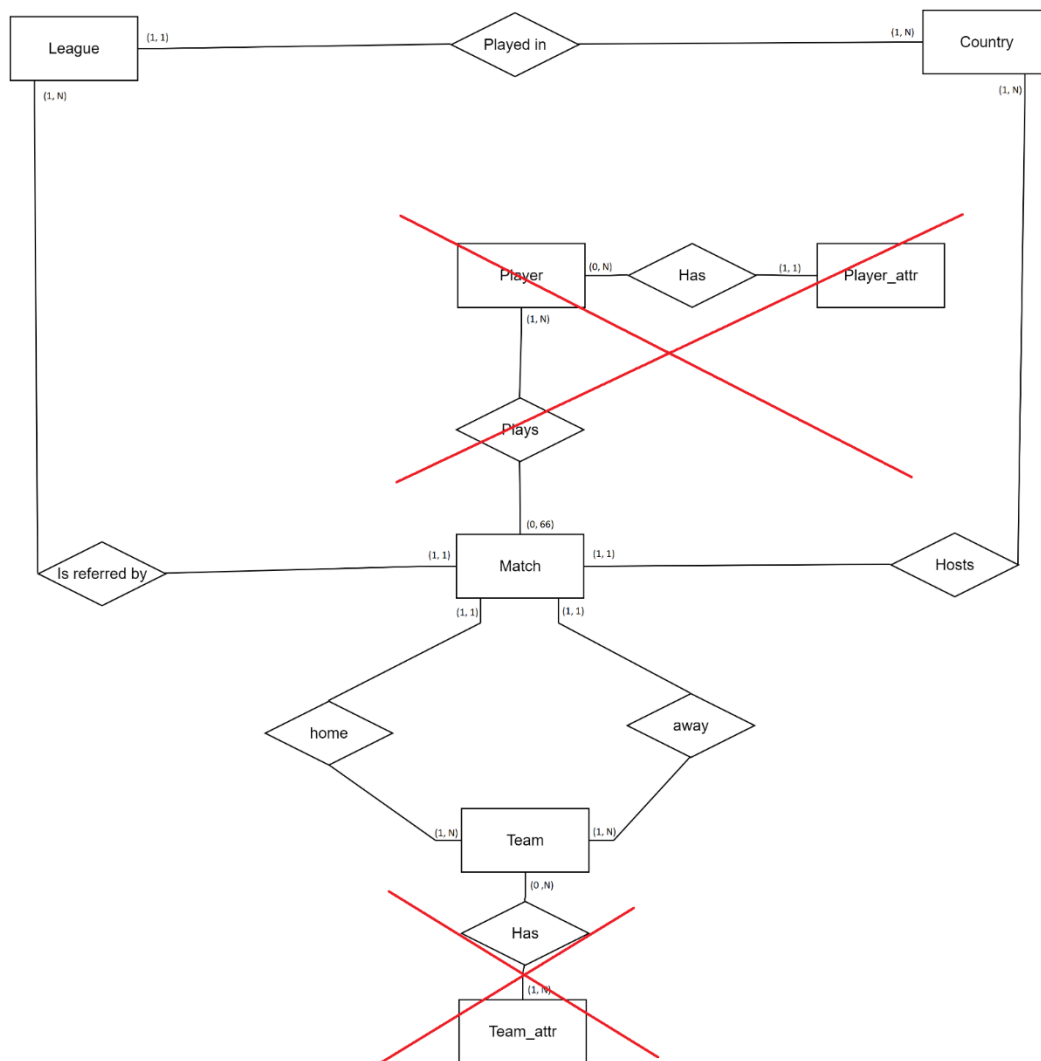 League
(1, 1)
Played in
(1, N)
Country
(1, N)
(1, N)
Player
(0, N)
Has
(1, 1)
Player_attr
(1, N)
Plays
(0, 66)
Is referred by
(1, 1)
Match
(1, 1)
Hosts
(1, 1)
(1, 1)
home
away
(1, N)
Team
(1, N)
(0 ,N)
Has
(1, N)
Team_attr